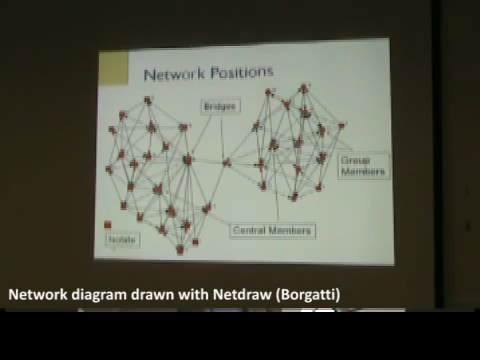 Network Positions
Bridges
Group
Members
Central Members
Isolate
Network diagram drawn with Netdraw (Borgatti)